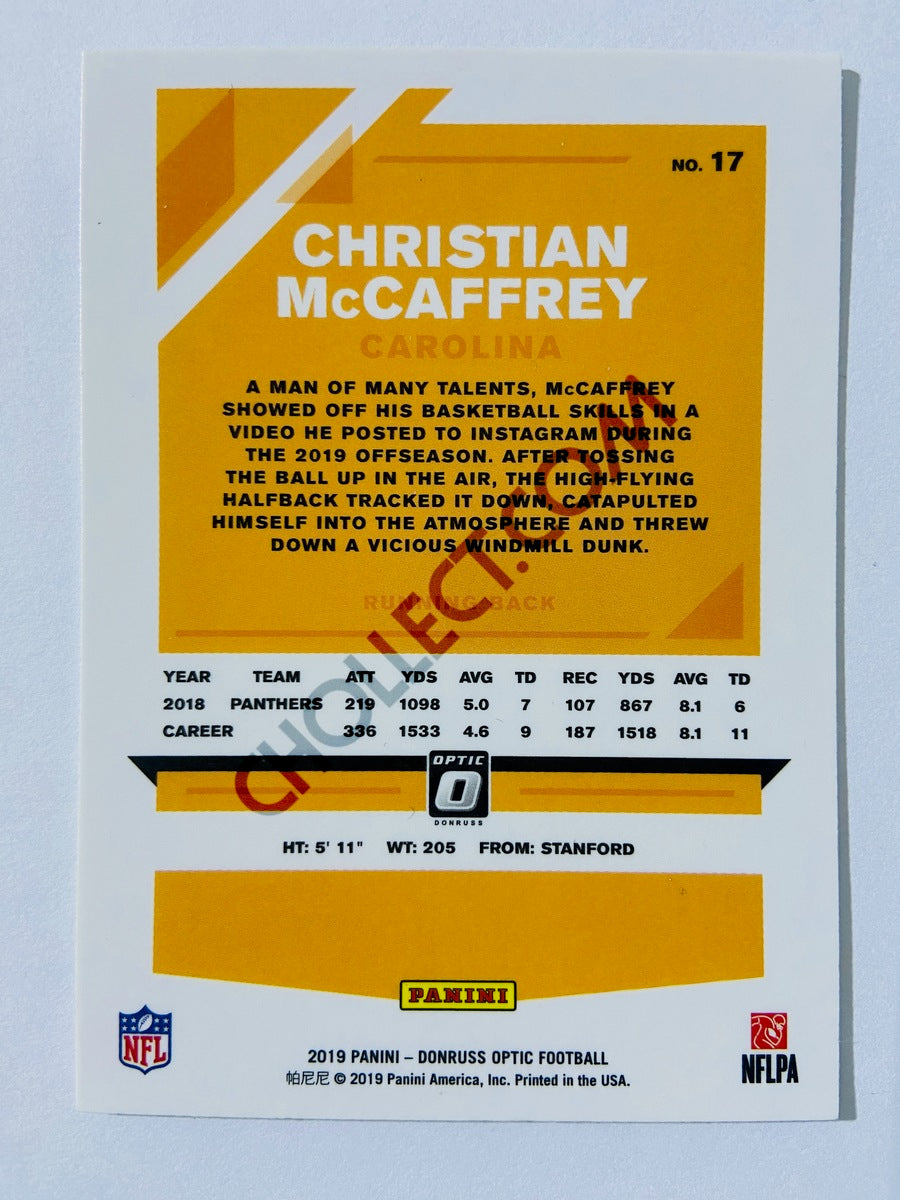 NO. 17
CHRISTIAN
McCAFFREY
CAROLINA
A MAN OF MANY TALENTS, McCAFFREY
SHOWED OFF HIS BASKETBALL SKILLS IN A
VIDEO HE POSTED TO INSTAGRAM DURING
THE 2019 OFFSEASON. AFTER TOSSING
THE BALL UP IN THE AIR, THE HIGH-FLYING
HALFBACK TRACKED IT DOWN, CATAPULTED
HIMSELF INTO THE ATMOSPHERE AND THREW
DOWN A VICIOUS WINDMILL DUNK.
RUNNING BACK
CHOLLECT.COM
YEAR TEAM ATT YDS AVG TD REC YDS AVG TD
2018 PANTHERS 219 1098 5.0 7 107 867 8.1 6
CAREER 336 1533 4.6 9 187 1518 8.1 11
OPTIC
O
DONRUSS
HT: 5' 11" WT: 205 FROM: STANFORD
PANINI
NFL
NFLPA
2019 PANINI – DONRUSS OPTIC FOOTBALL
帕尼尼 © 2019 Panini America, Inc. Printed in the USA.